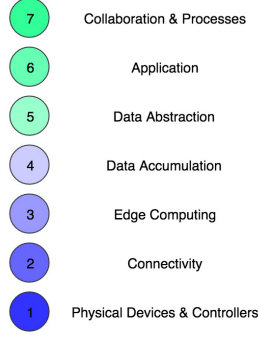 7 Collaboration & Processes
6 Application
5 Data Abstraction
4 Data Accumulation
3 Edge Computing
2 Connectivity
1 Physical Devices & Controllers